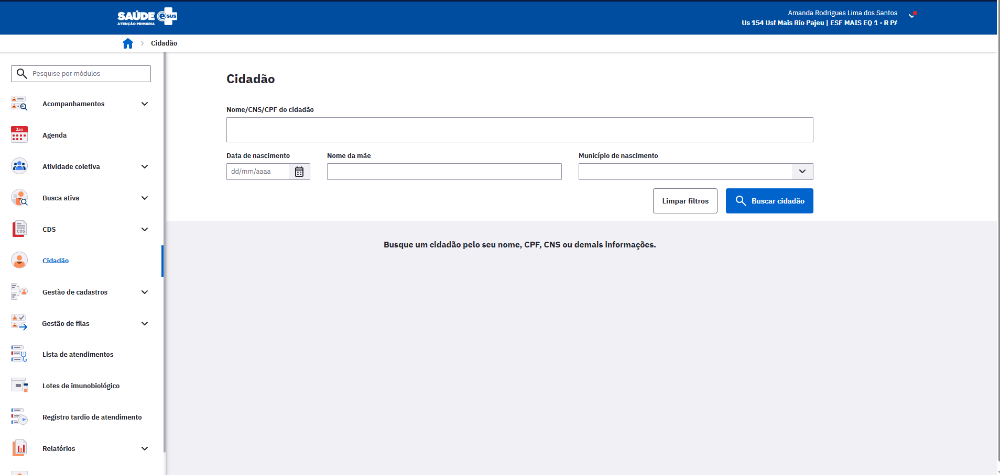 SAÚDE e SUS
ATENÇÃO PRIMÁRIA
Amanda Rodrigues Lima dos Santos
Us 154 Usf Mais Rio Pajeu | ESF MAIS EQ 1 - R PA
Cidadão
Pesquise por módulos
Acompanhamentos
Jan
Agenda
Atividade coletiva
Busca ativa
CDS
CDS
Cidadão
Gestão de cadastros
Gestão de filas
Lista de atendimentos
Lotes de imunobiológico
Registro tardio de atendimento
Relatórios
Cidadão
Nome/CNS/CPF do cidadão
Data de nascimento
Nome da mãe
Município de nascimento
dd/mm/aaaa
Limpar filtros
Buscar cidadão
Busque um cidadão pelo seu nome, CPF, CNS ou demais informações.